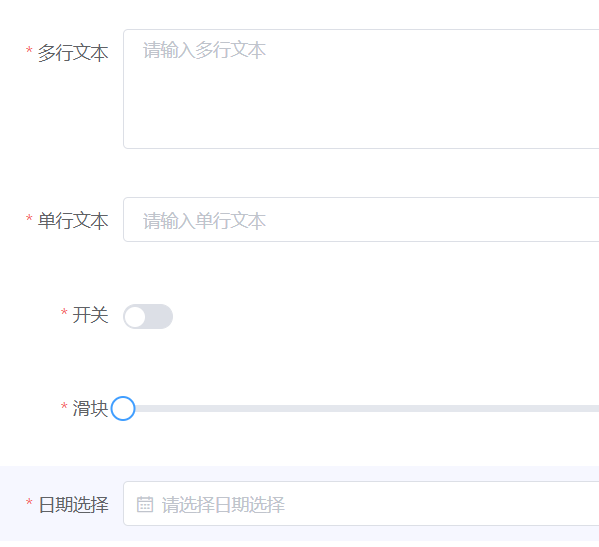 * 多行文本 请输入多行文本
* 单行文本 请输入单行文本
* 开关
* 滑块
* 日期选择 请选择日期选择